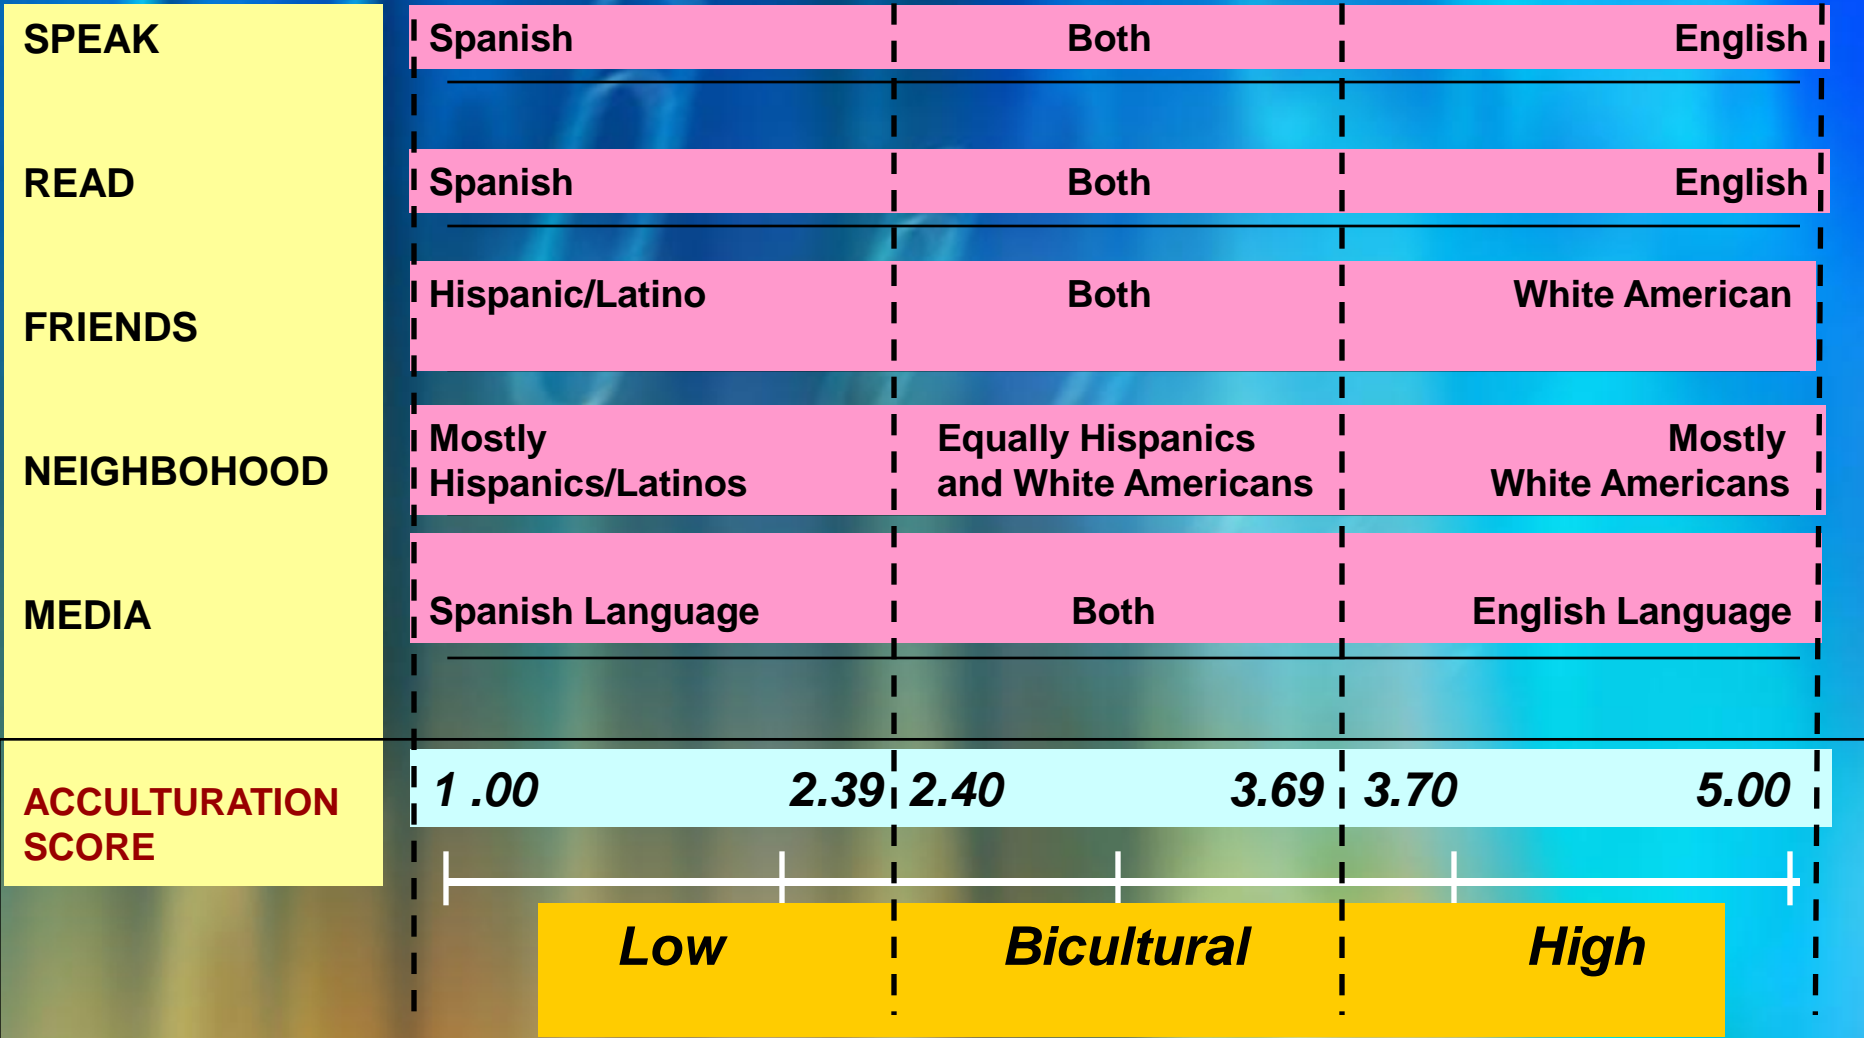 SPEAK Spanish Both English
READ Spanish Both English
FRIENDS Hispanic/Latino Both White American
NEIGHBOHOOD Mostly Equally Hispanics Mostly
Hispanics/Latinos and White Americans White Americans
MEDIA Spanish Language Both English Language
ACCULTURATION 1 .00 2.39 2.40 3.69 3.70 5.00
SCORE
Low Bicultural High